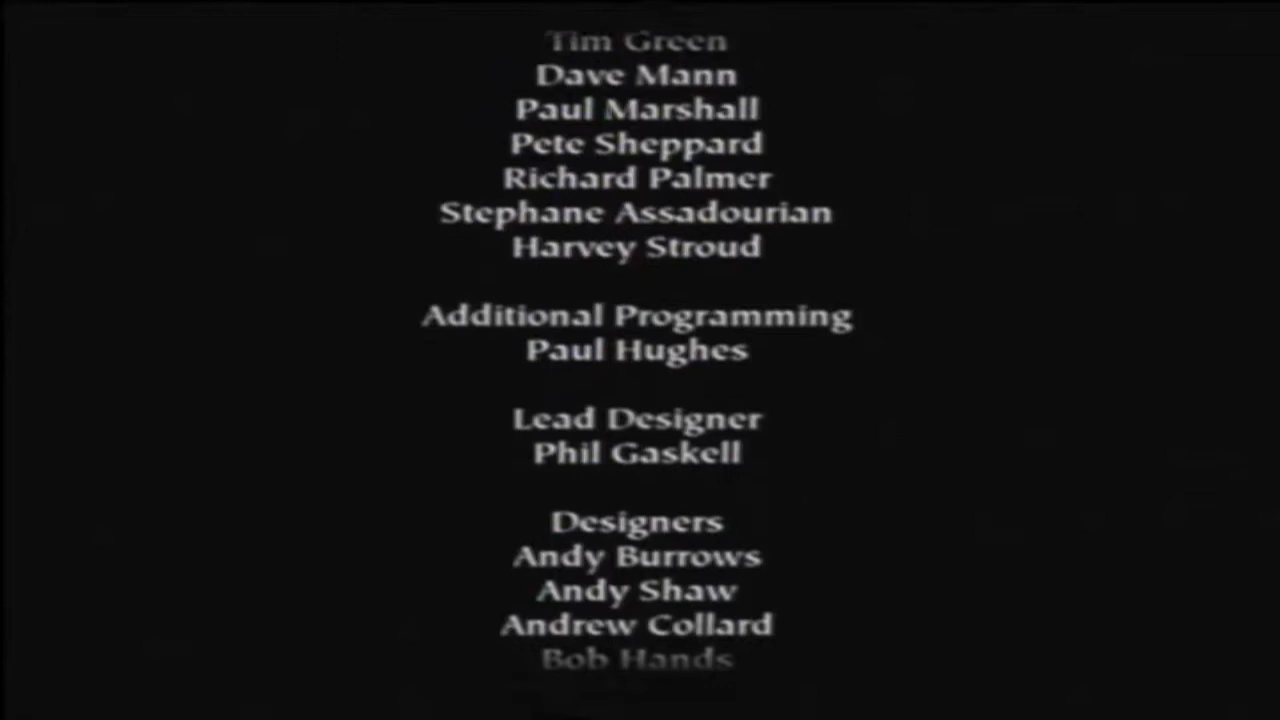 Tim Green
Dave Mann
Paul Marshall
Pete Sheppard
Richard Palmer
Stephane Assadourian
Harvey Stroud
Additional Programming
Paul Hughes
Lead Designer
Phil Gaskell
Designers
Andy Burrows
Andy Shaw
Andrew Collard
Bob Hands